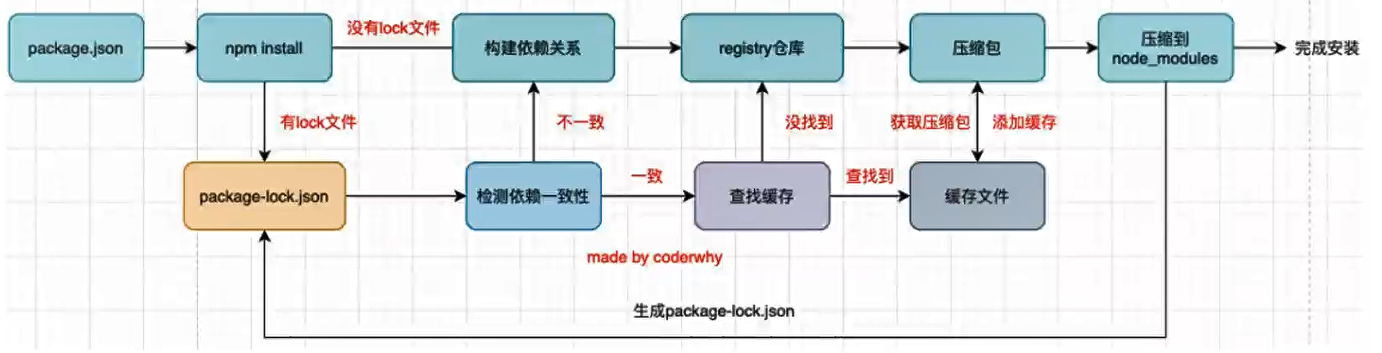 package.json
npm install
没有lock文件
构建依赖关系
registry仓库
压缩包
压缩到
node_modules
完成安装
有lock文件
不一致
没找到
获取压缩包
添加缓存
package-lock.json
检测依赖一致性
一致
查找缓存
查找到
缓存文件
made by coderwhy
生成package-lock.json